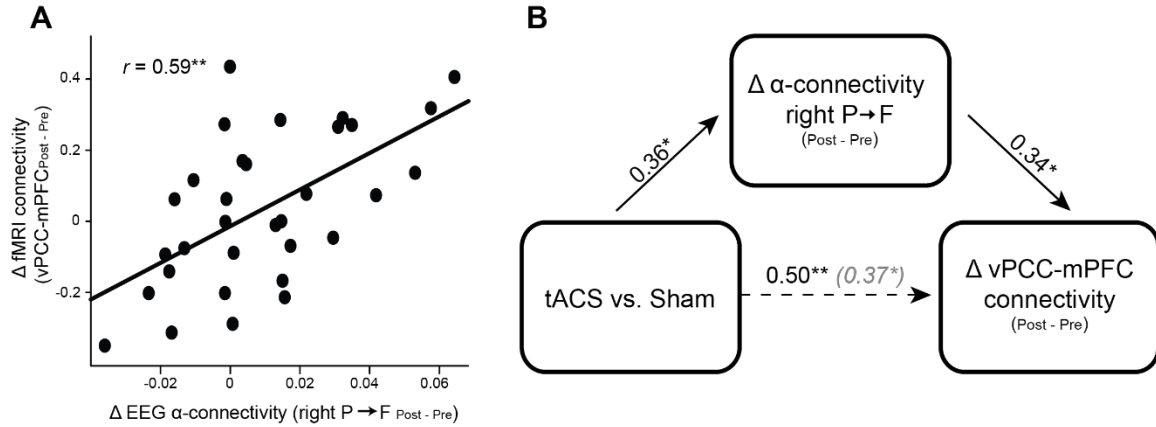 A
r = 0.59**
Δ fMRI connectivity
(vPCC-mPFC Post - Pre)
0.4
0.2
0
-0.2
-0.02
0
0.02
0.04
0.06
Δ EEG α-connectivity (right P→F Post - Pre)
B
Δ α-connectivity
right P→F
(Post - Pre)
0.36*
0.34*
tACS vs. Sham
0.50** (0.37*)
Δ vPCC-mPFC
connectivity
(Post - Pre)